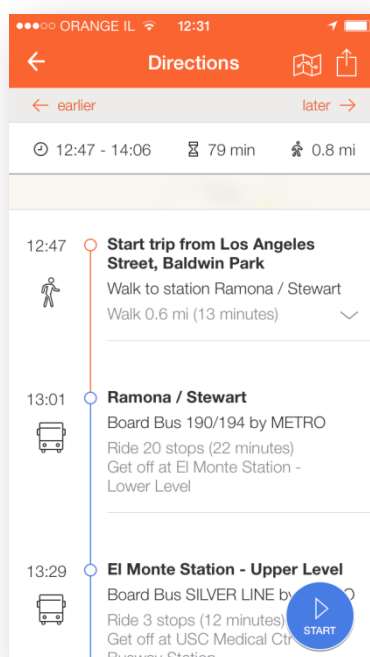 ORANGE IL 12:31
Directions
← earlier later →
12:47 - 14:06 79 min 0.8 mi
12:47 Start trip from Los Angeles
Street, Baldwin Park
Walk to station Ramona / Stewart
Walk 0.6 mi (13 minutes)
13:01 Ramona / Stewart
Board Bus 190/194 by METRO
Ride 20 stops (22 minutes)
Get off at El Monte Station -
Lower Level
13:29 El Monte Station - Upper Level
Board Bus SILVER LINE
Ride 3 stops (12 minutes)
Get off at USC Medical Ctr
START
Busway Station